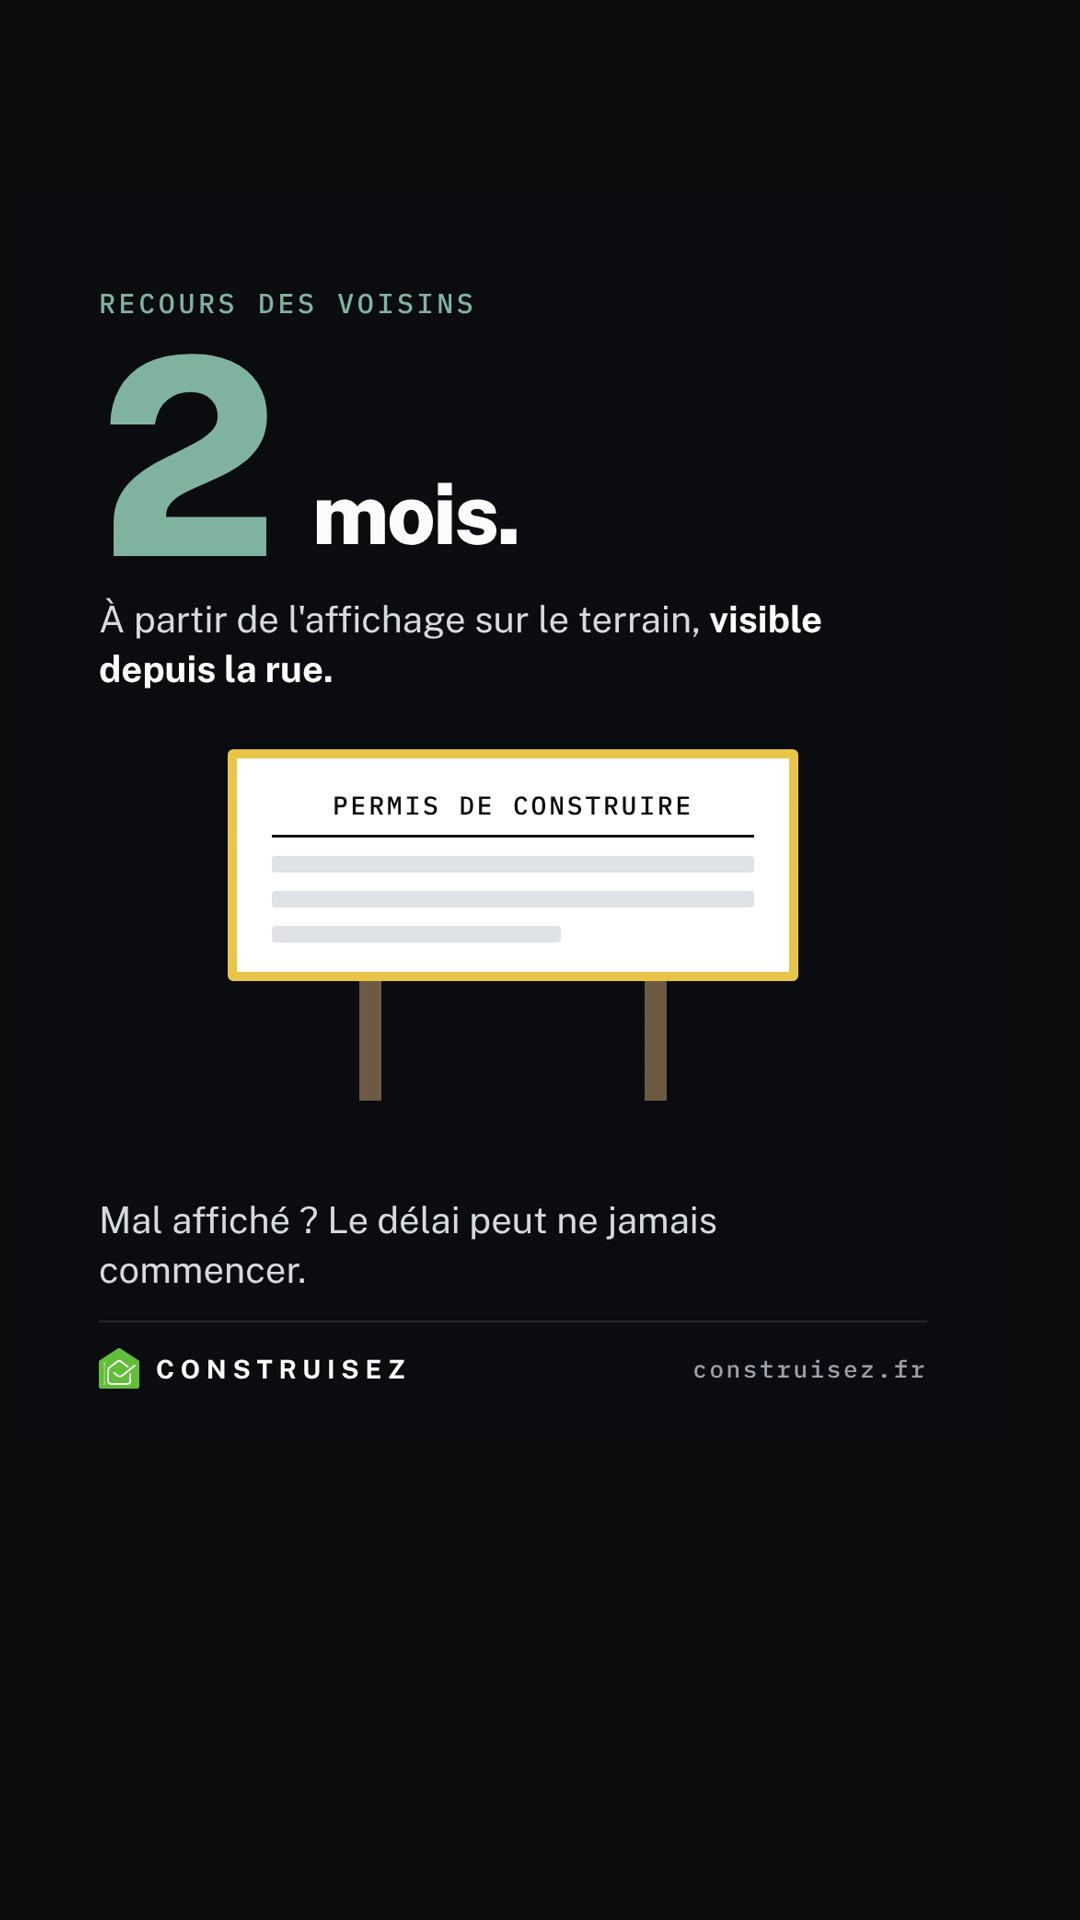 RECOURS DES VOISINS
2 mois.
À partir de l'affichage sur le terrain, visible
depuis la rue.
PERMIS DE CONSTRUIRE
Mal affiché ? Le délai peut ne jamais
commencer.
CONSTRUISEZ construisez.fr